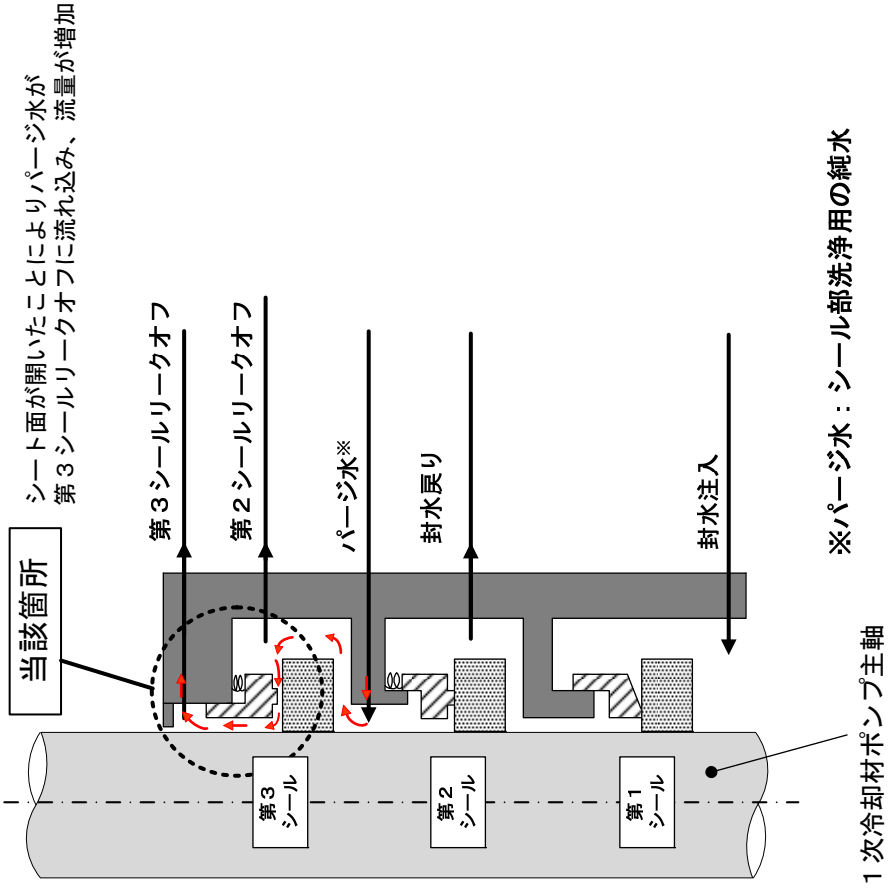 シート面が開いたことによりパージ水が
第3シールリークオフに流れ込み、流量が増加
当該箇所
第3シールリークオフ
第2シールリークオフ
パージ水※
封水戻り
封水注入
第3
シール
第2
シール
第1
シール
1次冷却材ポンプ主軸
※パージ水：シール部洗浄用の純水